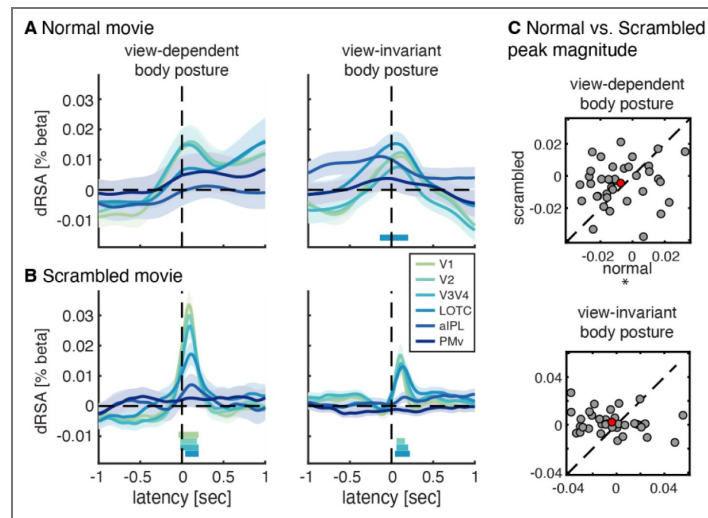 A Normal movie
view-dependent
body posture
view-invariant
body posture
dRSA [% beta]
0.03
0.02
0.01
0
-0.01
B Scrambled movie
V1
V2
V3V4
LOTC
aIPL
PMv
dRSA [% beta]
0.03
0.02
0.01
0
-0.01
-1 -0.5 0 0.5 1
latency [sec]
-1 -0.5 0 0.5 1
latency [sec]
C Normal vs. Scrambled
peak magnitude
view-dependent
body posture
scrambled
0.02
0
-0.02
-0.02 0 0.02
normal
*
view-invariant
body posture
0.04
0
-0.04
-0.04 0 0.04